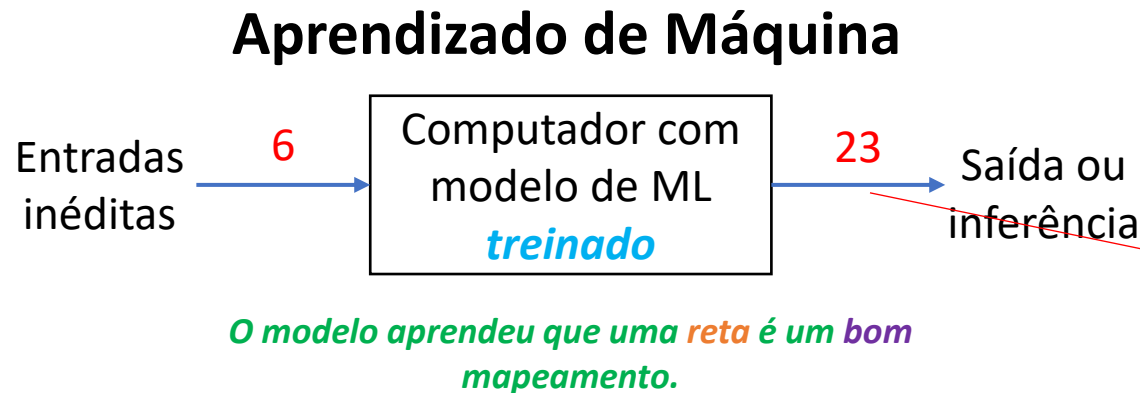 Aprendizado de Máquina
Entradas
inéditas
6
Computador com
modelo de ML
treinado
23
Saída ou
inferência
O modelo aprendeu que uma reta é um bom
mapeamento.